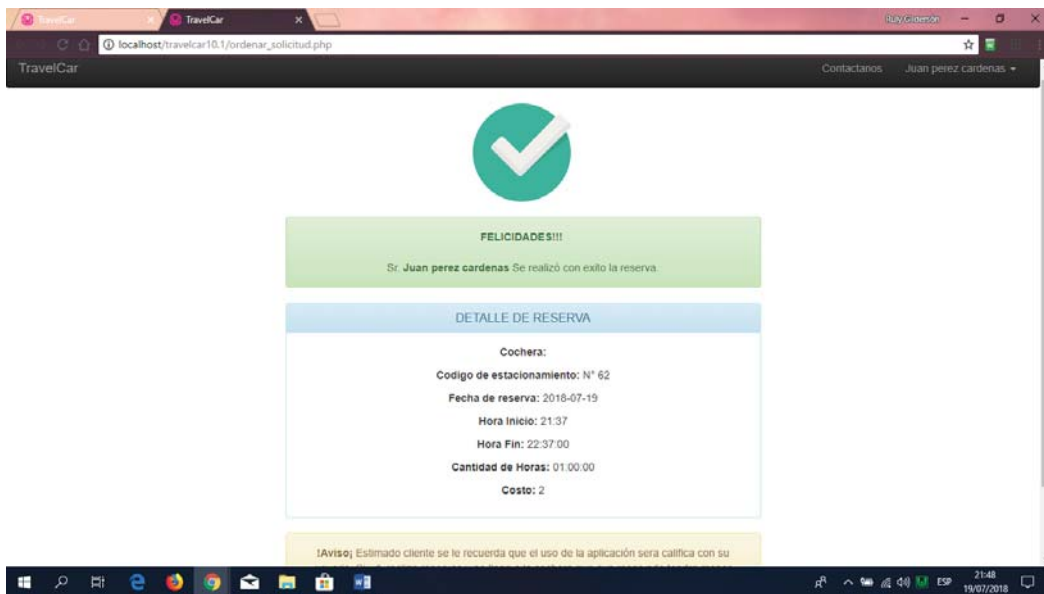 TravelCar
TravelCar
Ruly Gilderson
localhost/travelcar10.1/ordenar_solicitud.php
TravelCar
Contactanos
Juan perez cardenas
FELICIDADES!!!
Sr. Juan perez cardenas Se realizó con exito la reserva.
DETALLE DE RESERVA
Cochera:
Codigo de estacionamiento: N° 62
Fecha de reserva: 2018-07-19
Hora Inicio: 21:37
Hora Fin: 22:37:00
Cantidad de Horas: 01:00:00
Costo: 2
!Aviso¡ Estimado cliente se le recuerda que el uso de la aplicación sera califica con su
ESP
21:48
19/07/2018